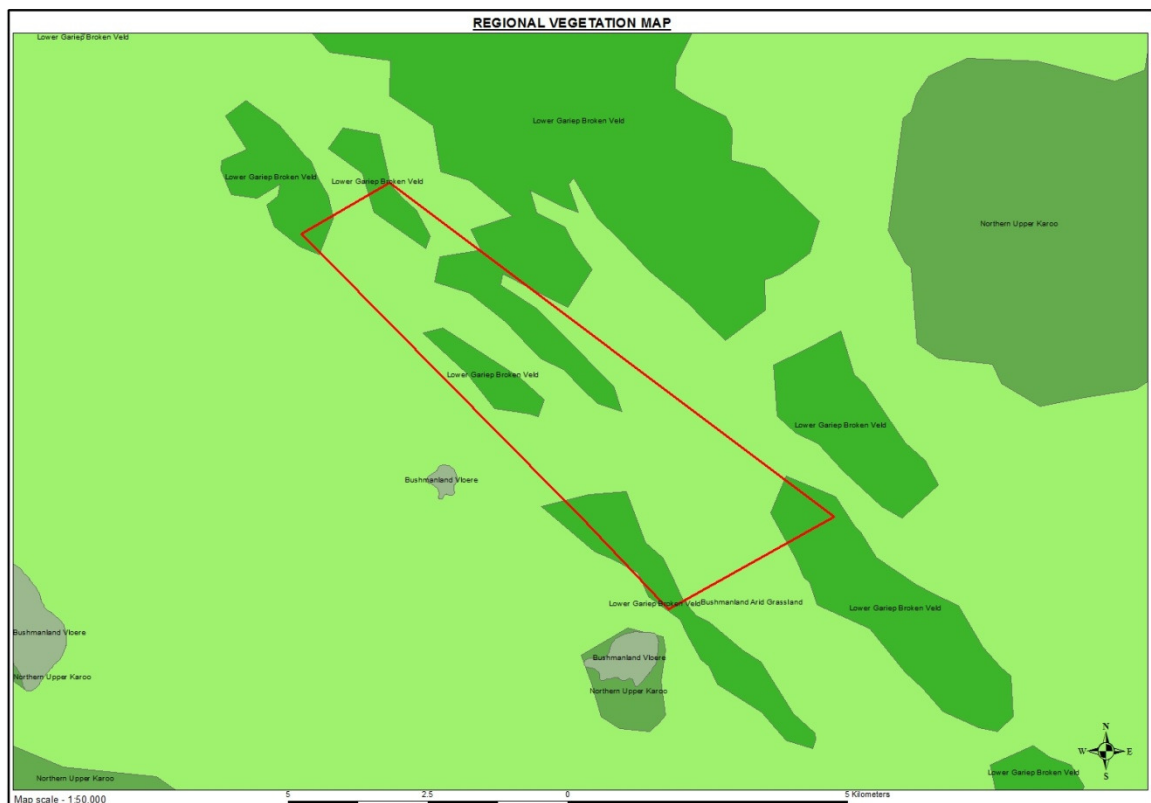 REGIONAL VEGETATION MAP
Lower Gariep Broken Veld
Lower Gariep Broken Veld
Lower Gariep Broken Veld
Lower Gariep Broken Veld
Northern Upper Karoo
Lower Gariep Broken Veld
Lower Gariep Broken Veld
Bushmanland Vloere
Lower Gariep Broken Veld
Bushmanland Arid Grassland
Lower Gariep Broken Veld
Bushmanland Vloere
Bushmanland Vloere
Northern Upper Karoo
Northern Upper Karoo
N
W E
S
Lower Gariep Broken Veld
Northern Upper Karoo
Map scale - 1:50,000
5 2.5 0 5 Kilometers